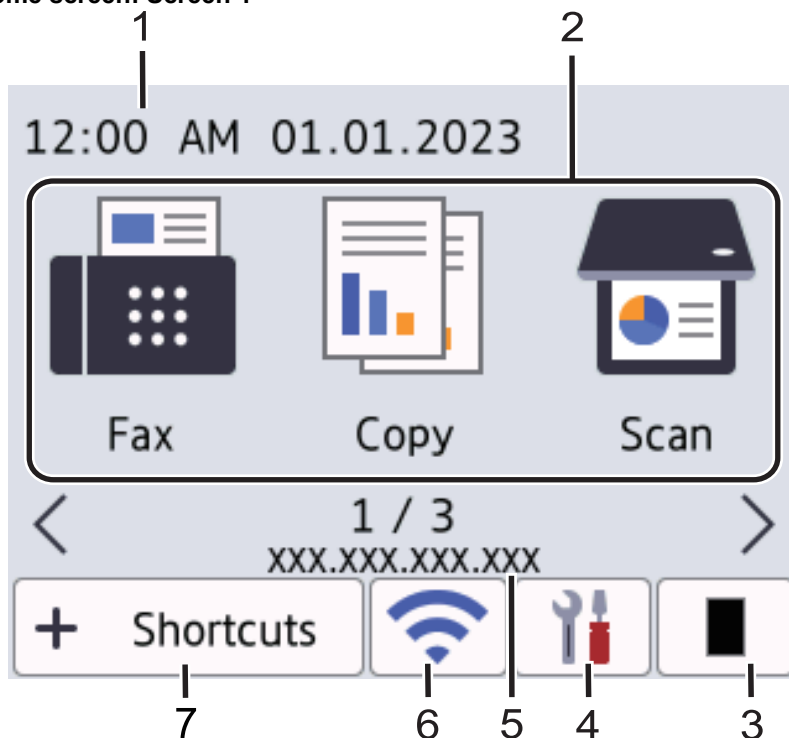 1
2
12:00 AM 01.01.2023
Fax Copy Scan
1 / 3
XXX.XXX.XXX.XXX
+ Shortcuts
7 6 5 4 3